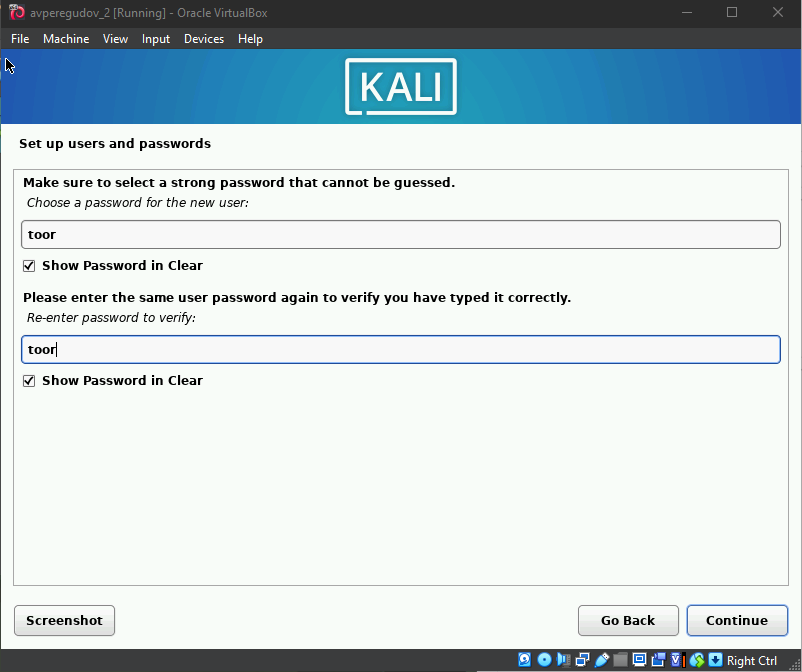 avperegudov_2 [Running] - Oracle VirtualBox
File Machine View Input Devices Help
KALI
Set up users and passwords
Make sure to select a strong password that cannot be guessed.
Choose a password for the new user:
toor
Show Password in Clear
Please enter the same user password again to verify you have typed it correctly.
Re-enter password to verify:
toor
Show Password in Clear
Screenshot Go Back Continue
Right Ctrl